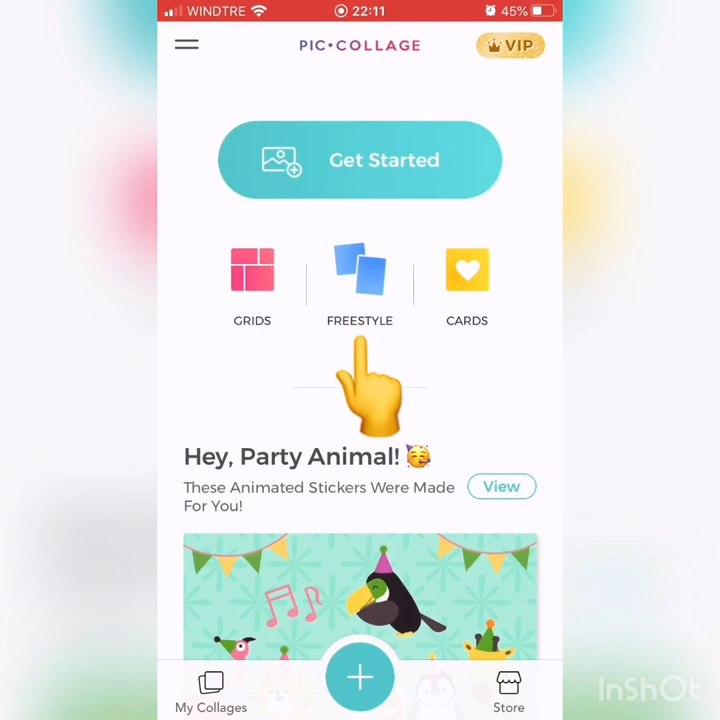 WINDTRE 22:11 45%
PIC•COLLAGE VIP
Get Started
GRIDS FREESTYLE CARDS
Hey, Party Animal!
These Animated Stickers Were Made View
For You!
My Collages Store
InShOt